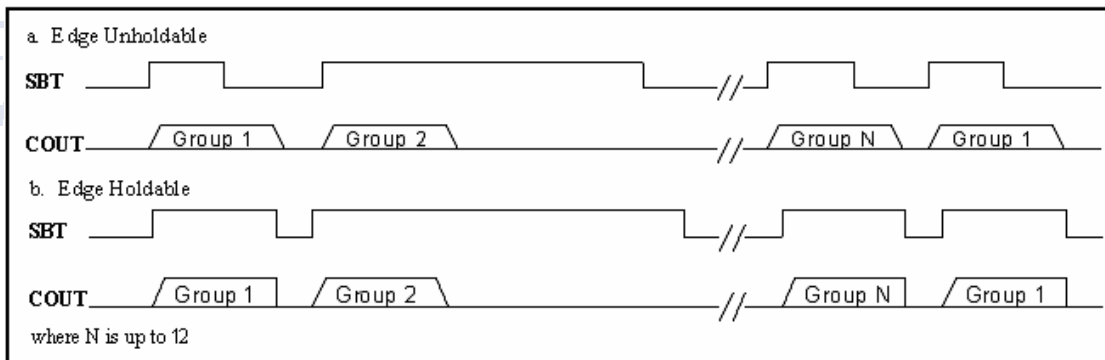 a. Edge Unholdable
SBT
COUT Group 1 Group 2 Group N Group 1
b. Edge Holdable
SBT
COUT Group 1 Group 2 Group N Group 1
where N is up to 12